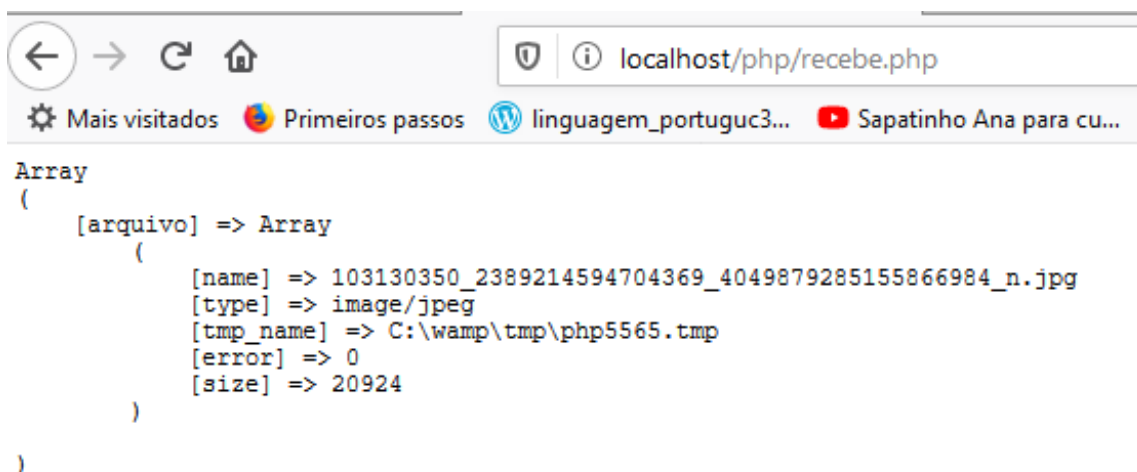 localhost/php/recebe.php
Mais visitados Primeiros passos linguagem_portuguc3... Sapatinho Ana para cu...
Array
(
    [arquivo] => Array
        (
            [name] => 103130350_2389214594704369_4049879285155866984_n.jpg
            [type] => image/jpeg
            [tmp_name] => C:\wamp\tmp\php5565.tmp
            [error] => 0
            [size] => 20924
        )
)